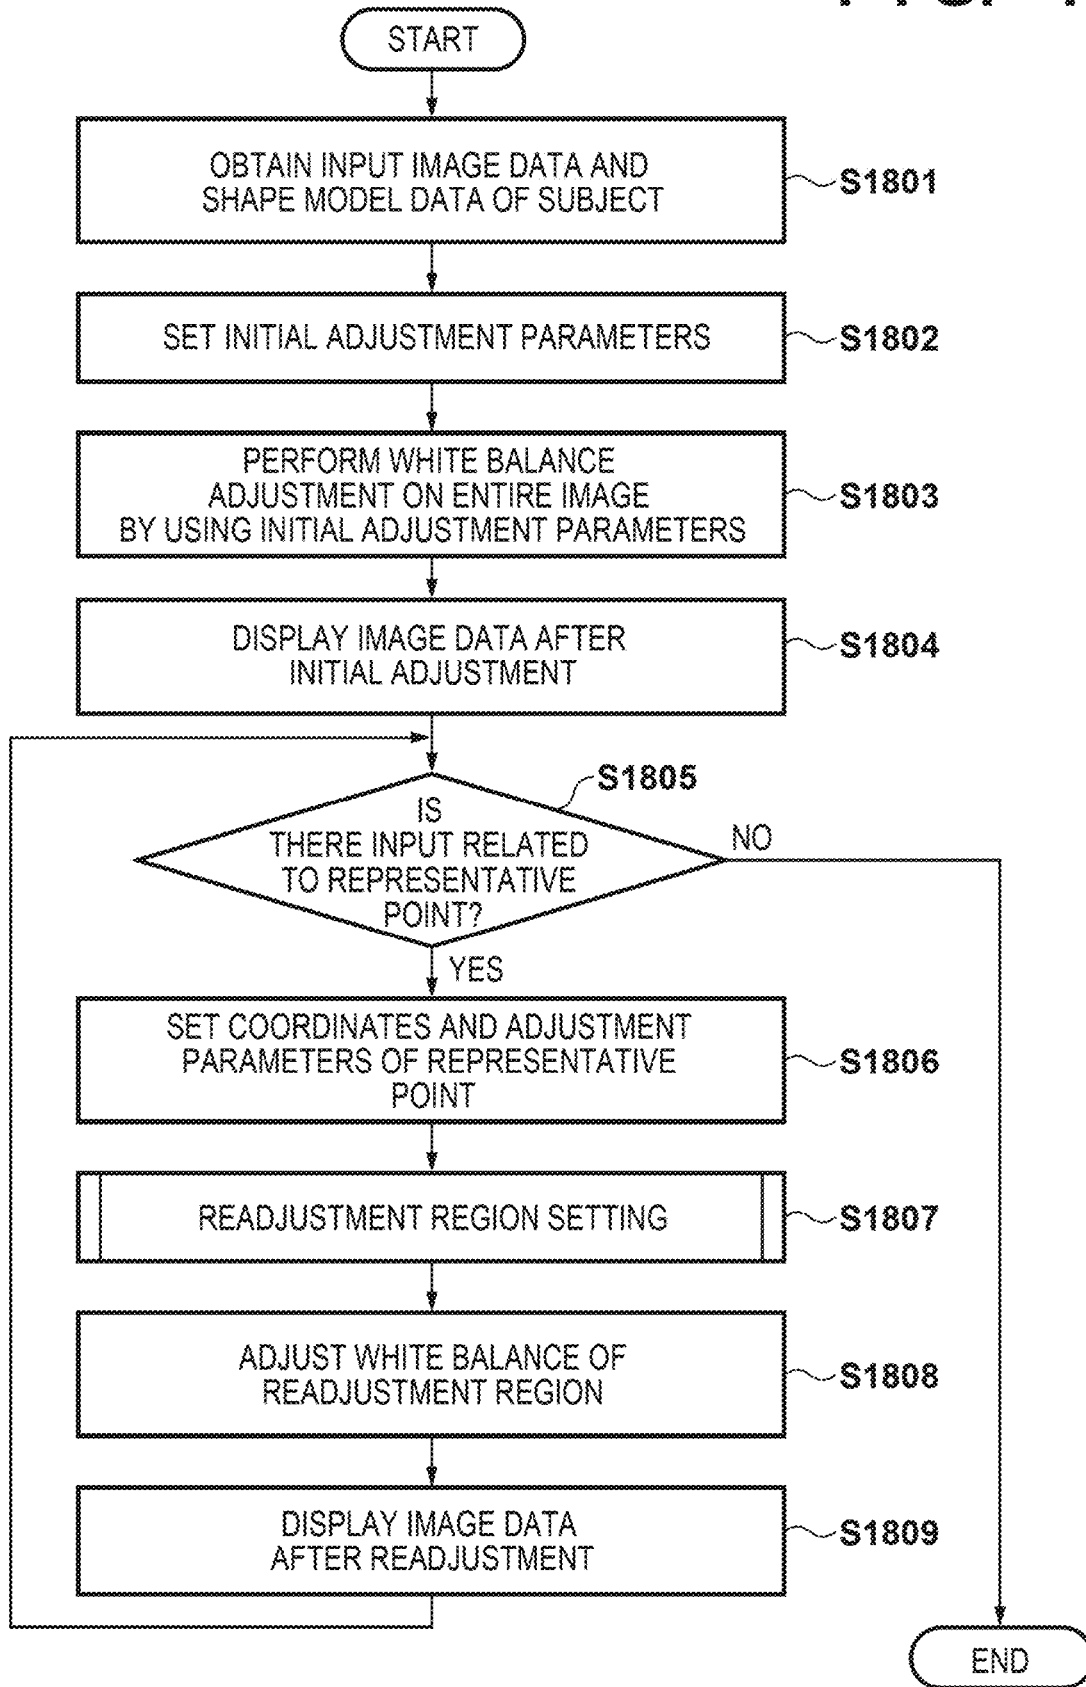 START
OBTAIN INPUT IMAGE DATA AND
SHAPE MODEL DATA OF SUBJECT
S1801
SET INITIAL ADJUSTMENT PARAMETERS
S1802
PERFORM WHITE BALANCE
ADJUSTMENT ON ENTIRE IMAGE
BY USING INITIAL ADJUSTMENT PARAMETERS
S1803
DISPLAY IMAGE DATA AFTER
INITIAL ADJUSTMENT
S1804
S1805
IS
THERE INPUT RELATED
TO REPRESENTATIVE
POINT?
NO
YES
SET COORDINATES AND ADJUSTMENT
PARAMETERS OF REPRESENTATIVE
POINT
S1806
READJUSTMENT REGION SETTING
S1807
ADJUST WHITE BALANCE OF
READJUSTMENT REGION
S1808
DISPLAY IMAGE DATA
AFTER READJUSTMENT
S1809
END